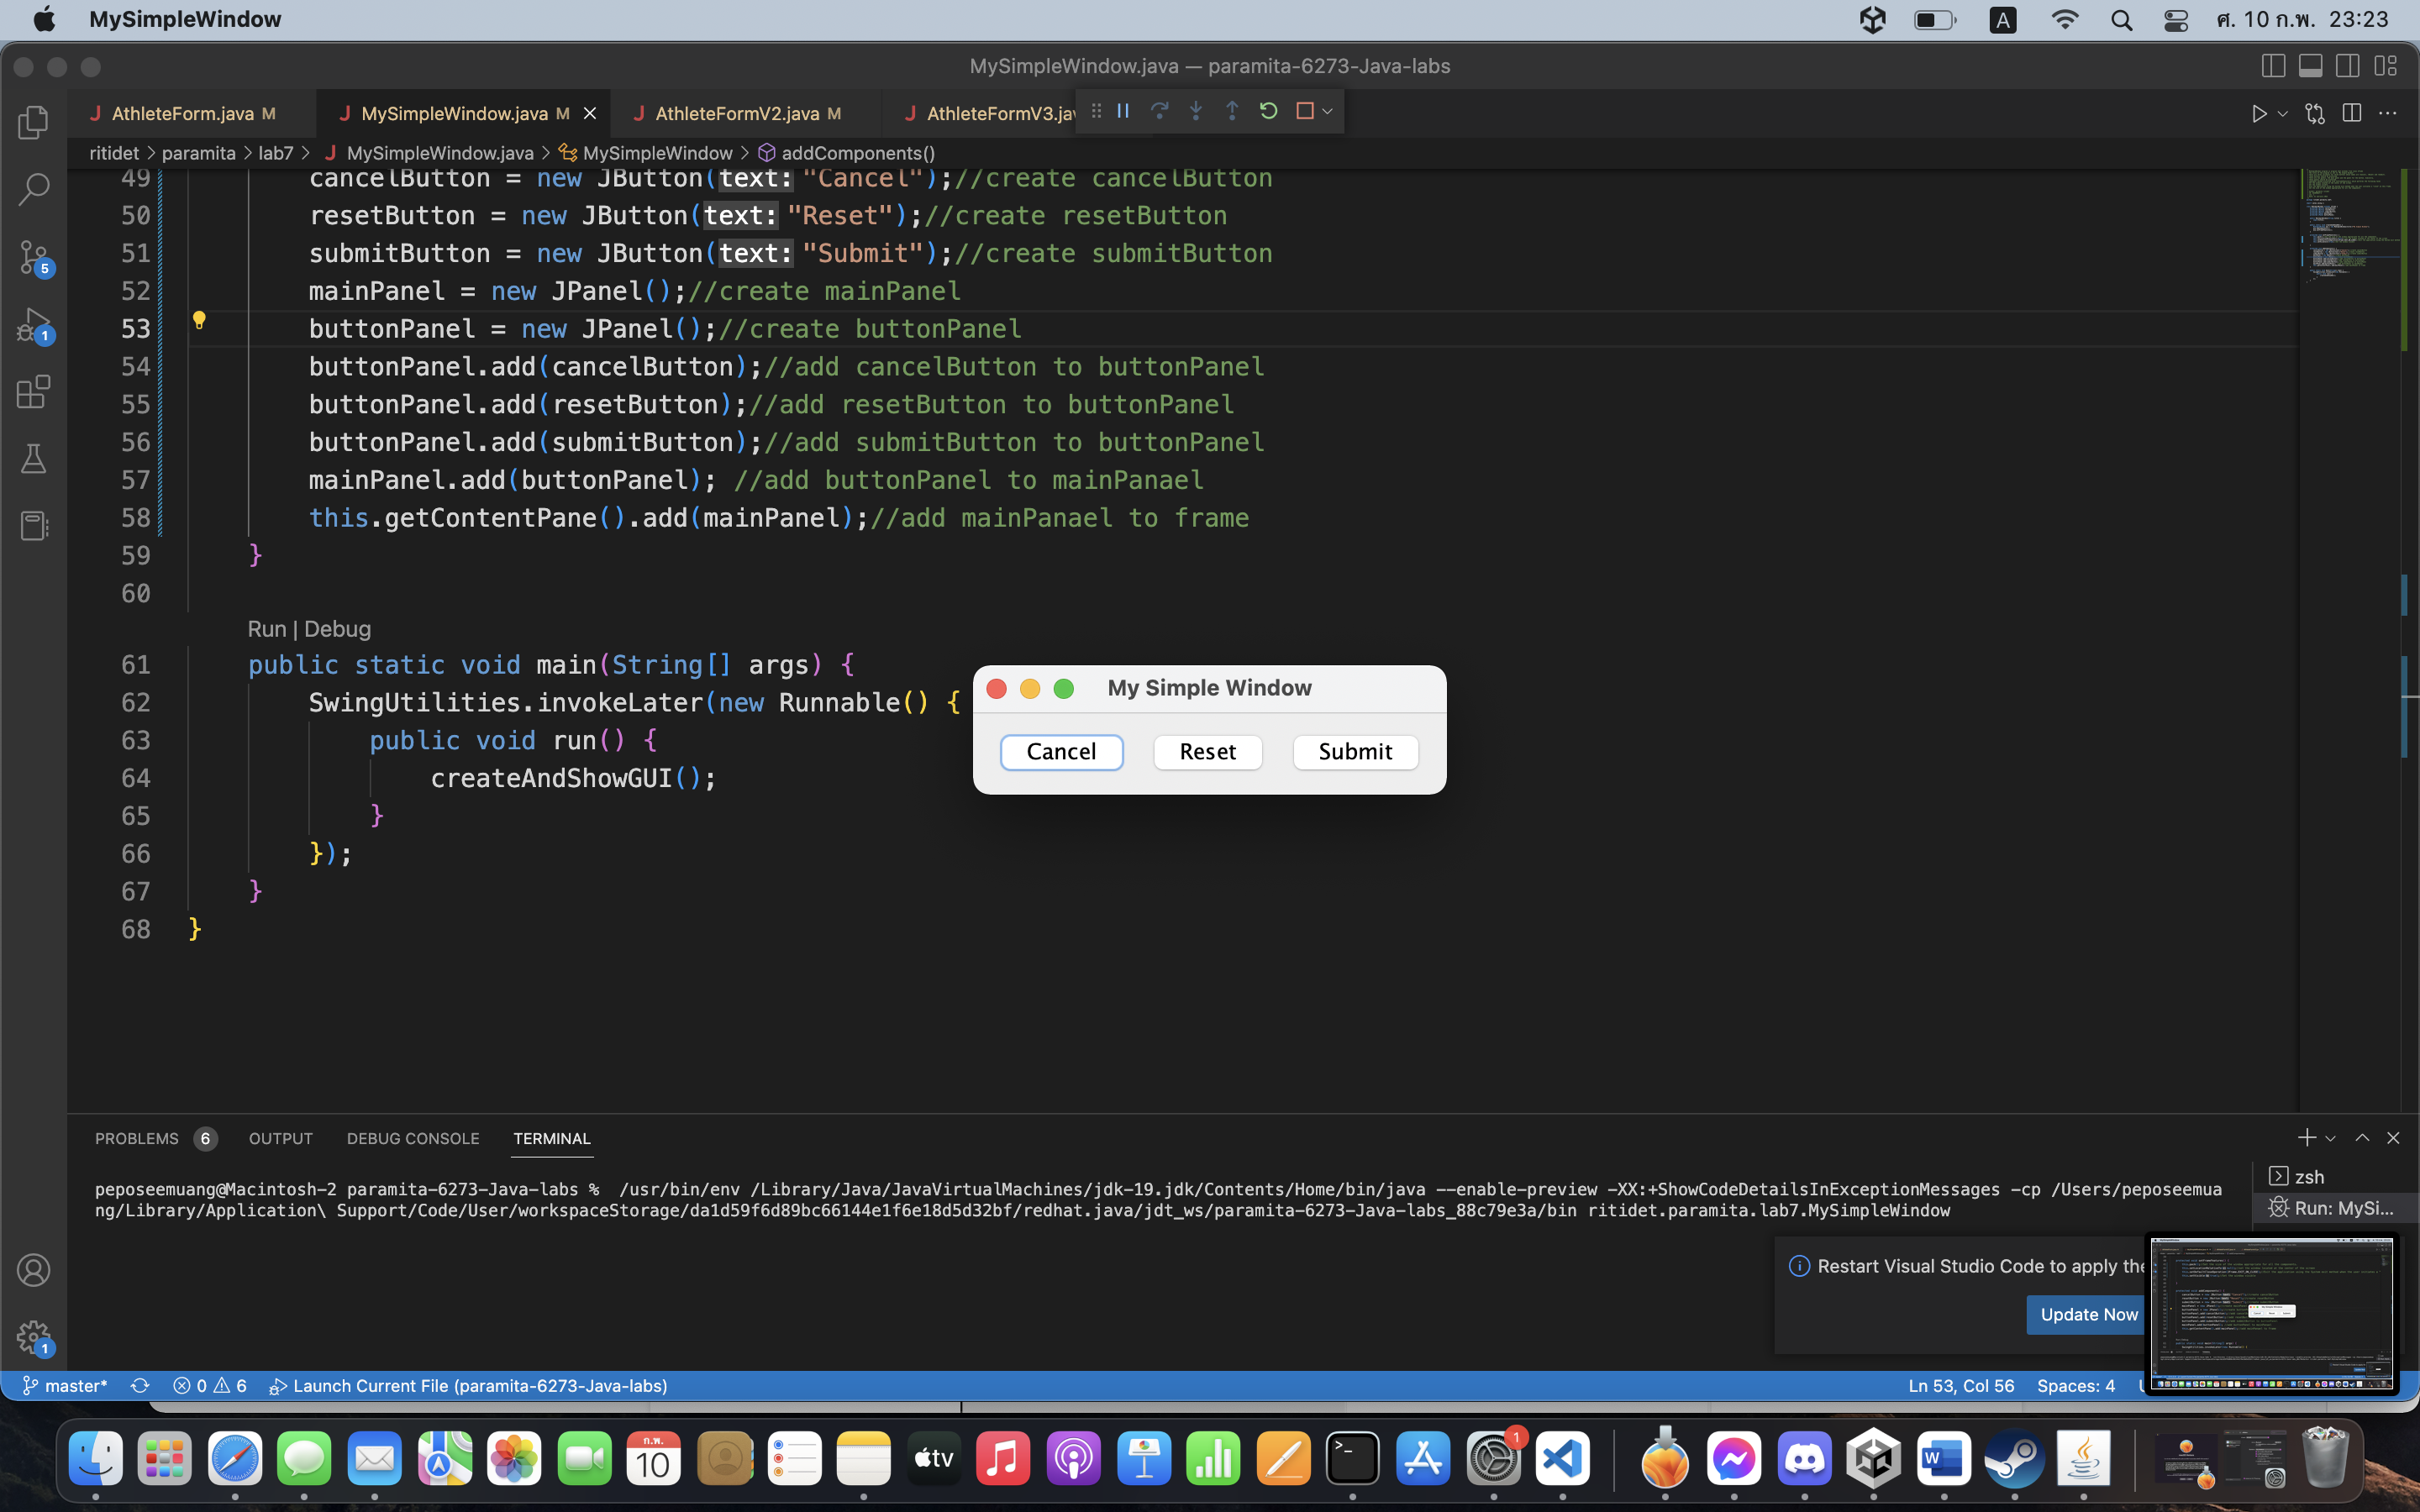 MySimpleWindow
A
ศ. 10 ก.พ. 23:23
MySimpleWindow.java — paramita-6273-Java-labs
J AthleteForm.java M
J MySimpleWindow.java M
J AthleteFormV2.java M
J AthleteFormV3.jav
ritidet > paramita > lab7 > J MySimpleWindow.java > MySimpleWindow > addComponents()
49 cancelButton = new JButton(text: "Cancel");//create cancelButton
50 resetButton = new JButton(text: "Reset");//create resetButton
51 submitButton = new JButton(text: "Submit");//create submitButton
52 mainPanel = new JPanel();//create mainPanel
53 buttonPanel = new JPanel();//create buttonPanel
54 buttonPanel.add(cancelButton);//add cancelButton to buttonPanel
55 buttonPanel.add(resetButton);//add resetButton to buttonPanel
56 buttonPanel.add(submitButton);//add submitButton to buttonPanel
57 mainPanel.add(buttonPanel); //add buttonPanel to mainPanael
58 this.getContentPane().add(mainPanel);//add mainPanael to frame
59 }
60
Run | Debug
61 public static void main(String[] args) {
62 SwingUtilities.invokeLater(new Runnable() {
63 public void run() {
64 createAndShowGUI();
65 }
66 });
67 }
68 }
5
1
1
My Simple Window
Cancel
Reset
Submit
PROBLEMS 6 OUTPUT DEBUG CONSOLE TERMINAL
peposeemuang@Macintosh-2 paramita-6273-Java-labs % /usr/bin/env /Library/Java/JavaVirtualMachines/jdk-19.jdk/Contents/Home/bin/java --enable-preview -XX:+ShowCodeDetailsInExceptionMessages -cp /Users/peposeemua
ng/Library/Application\ Support/Code/User/workspaceStorage/da1d59f6d89bc66144e1f6e18d5d32bf/redhat.java/jdt_ws/paramita-6273-Java-labs_88c79e3a/bin ritidet.paramita.lab7.MySimpleWindow
zsh
Run: MySi...
Restart Visual Studio Code to apply the
Update Now
master* 0 6 Launch Current File (paramita-6273-Java-labs)
Ln 53, Col 56 Spaces: 4
ก.พ.
10
tv
1
W